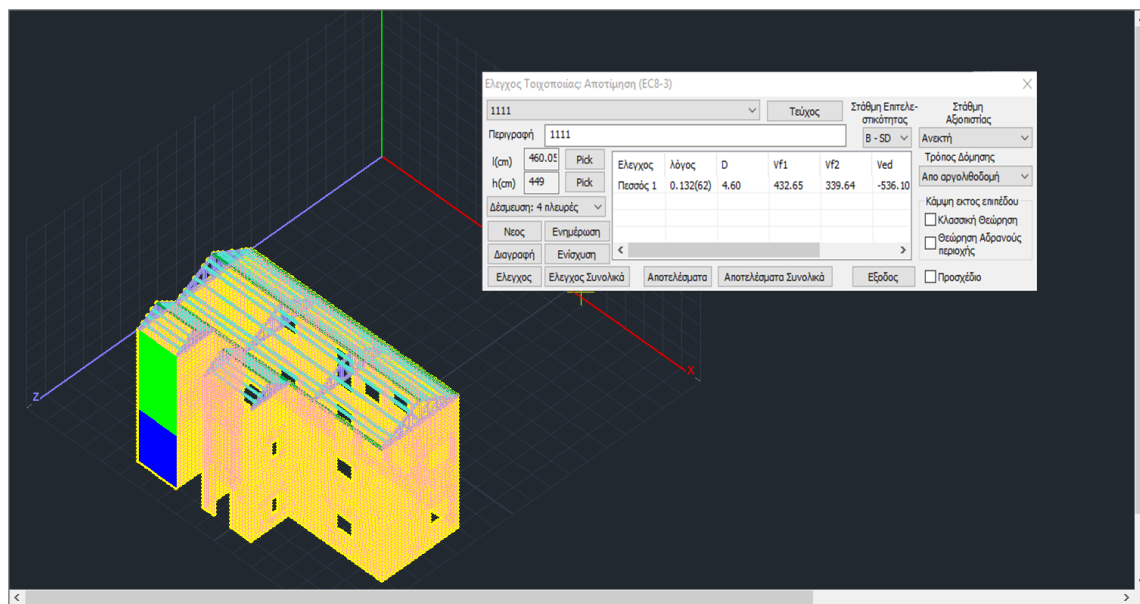 Ελεγχος Τοιχοποιίας: Αποτίμηση (EC8-3)
1111
Τεύχος
Στάθμη Επιτελε-
στικότητας
Στάθμη
Αξιοπιστίας
Περιγραφή 1111
B - SD
Ανεκτή
l(cm) 460.05 Pick
h(cm) 449 Pick
Ελεγχος λόγος D Vf1 Vf2 Ved
Πεσσός 1 0.132(62) 4.60 432.65 339.64 -536.10
Τρόπος Δόμησης
Απο αργολιθοδομή
Δέσμευση: 4 πλευρές
Κάμψη εκτος επιπέδου
Κλασσική Θεώρηση
Θεώρηση Αδρανούς
περιοχής
Νεος Ενημέρωση
Διαγραφή Ενίσχυση
Ελεγχος Ελεγχος Συνολικά Αποτελέσματα Αποτελέσματα Συνολικά Εξοδος Προσχέδιο
X
Z